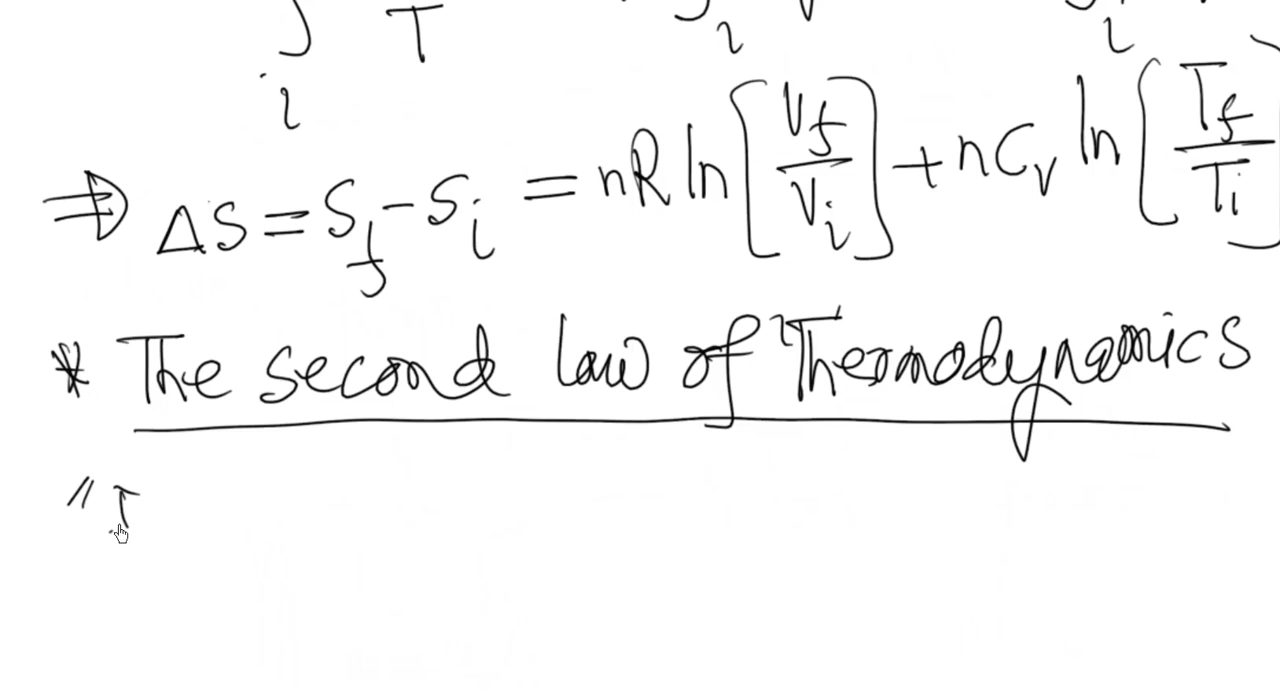 ∫ T ∫ V ∫
i i i
⇒ ΔS = S_f - S_i = nR ln [V_f / V_i] + nC_v ln [T_f / T_i]
* The second law of Thermodynamics
"I